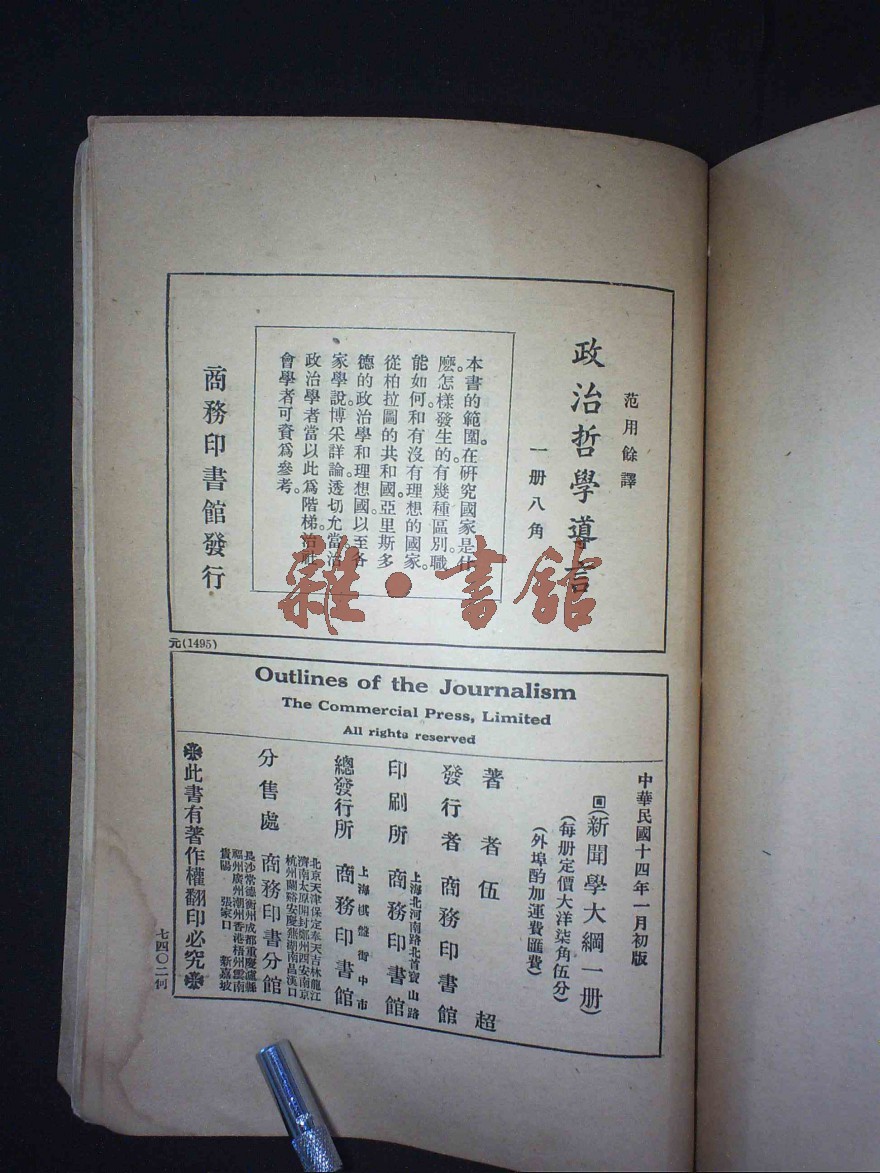 范用餘譯
政治哲學導言
一册八角
本書的範圍。在研究國家是什
麽。怎樣發生的。有幾種區别。職
能如何。和有沒有理想的國家。
從柏拉圖的共和國。亞里斯多
德的政治學和理想國。以至各
家學說。博采詳論。透切允當。治
政治學者當以此爲階梯。治社
會學者可資爲參考。
商務印書館發行
雜·書館
元(1495)
Outlines of the Journalism
The Commercial Press, Limited
All rights reserved
中華民國十四年一月初版
(新聞學大綱一册)
(每册定價大洋柒角伍分)
(外埠酌加運費匯費)
著者 伍超
發行者 商務印書館
印刷所 上海北河南路北首寶山路 商務印書館
總發行所 上海棋盤街中市 商務印書館
分售處 商務印書分館
北京天津保定奉天吉林龍江
濟南太原開封鄭州西安南京
杭州蘭谿安慶蕪湖南昌漢口
長沙常德衡州成都重慶瀘縣
福州廣州潮州香港梧州雲南
貴陽 張家口 新嘉坡
此書有著作權翻印必究
七四〇二何